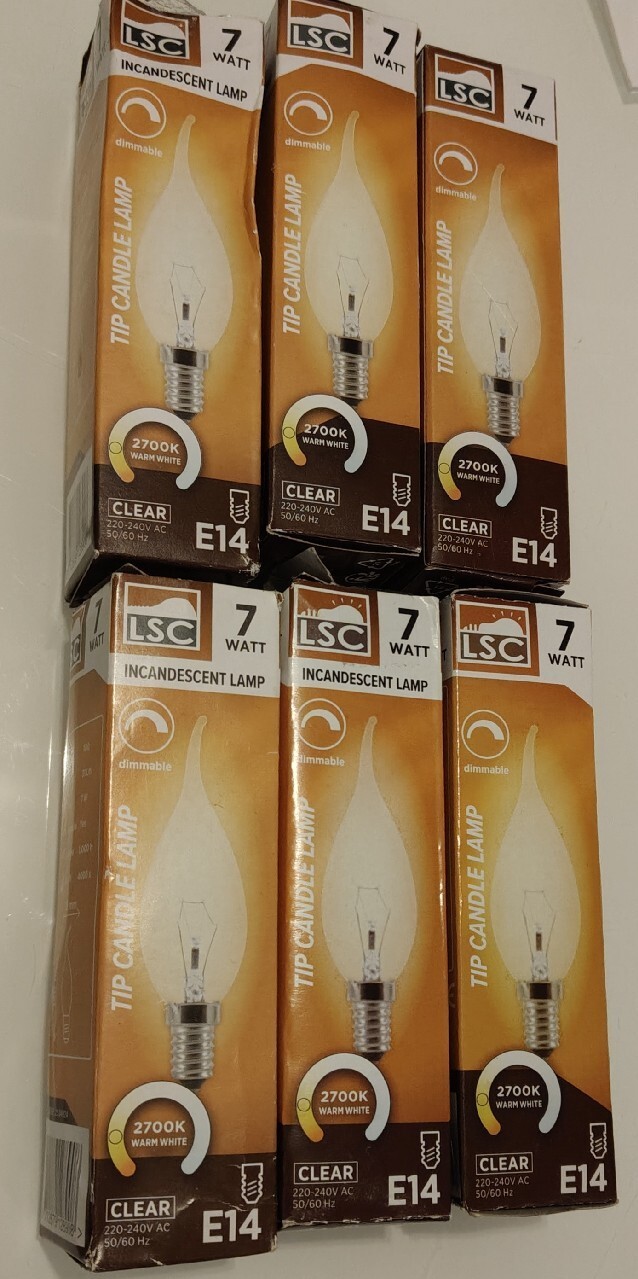 LSC
7
WATT
INCANDESCENT LAMP
dimmable
TIP CANDLE LAMP
2700K
WARM WHITE
CLEAR
220-240V AC
50/60 Hz
E14
LSC
7
WATT
dimmable
TIP CANDLE LAMP
2700K
WARM WHITE
CLEAR
220-240V AC
50/60 Hz
E14
LSC
7
WATT
dimmable
TIP CANDLE LAMP
2700K
WARM WHITE
CLEAR
220-240V AC
50/60 Hz
E14
LSC
7
WATT
INCANDESCENT LAMP
dimmable
TIP CANDLE LAMP
2700K
WARM WHITE
CLEAR
220-240V AC
50/60 Hz
E14
LSC
7
WATT
INCANDESCENT LAMP
dimmable
TIP CANDLE LAMP
2700K
WARM WHITE
CLEAR
220-240V AC
50/60 Hz
E14
LSC
7
WATT
dimmable
TIP CANDLE LAMP
2700K
WARM WHITE
CLEAR
220-240V AC
50/60 Hz
E14